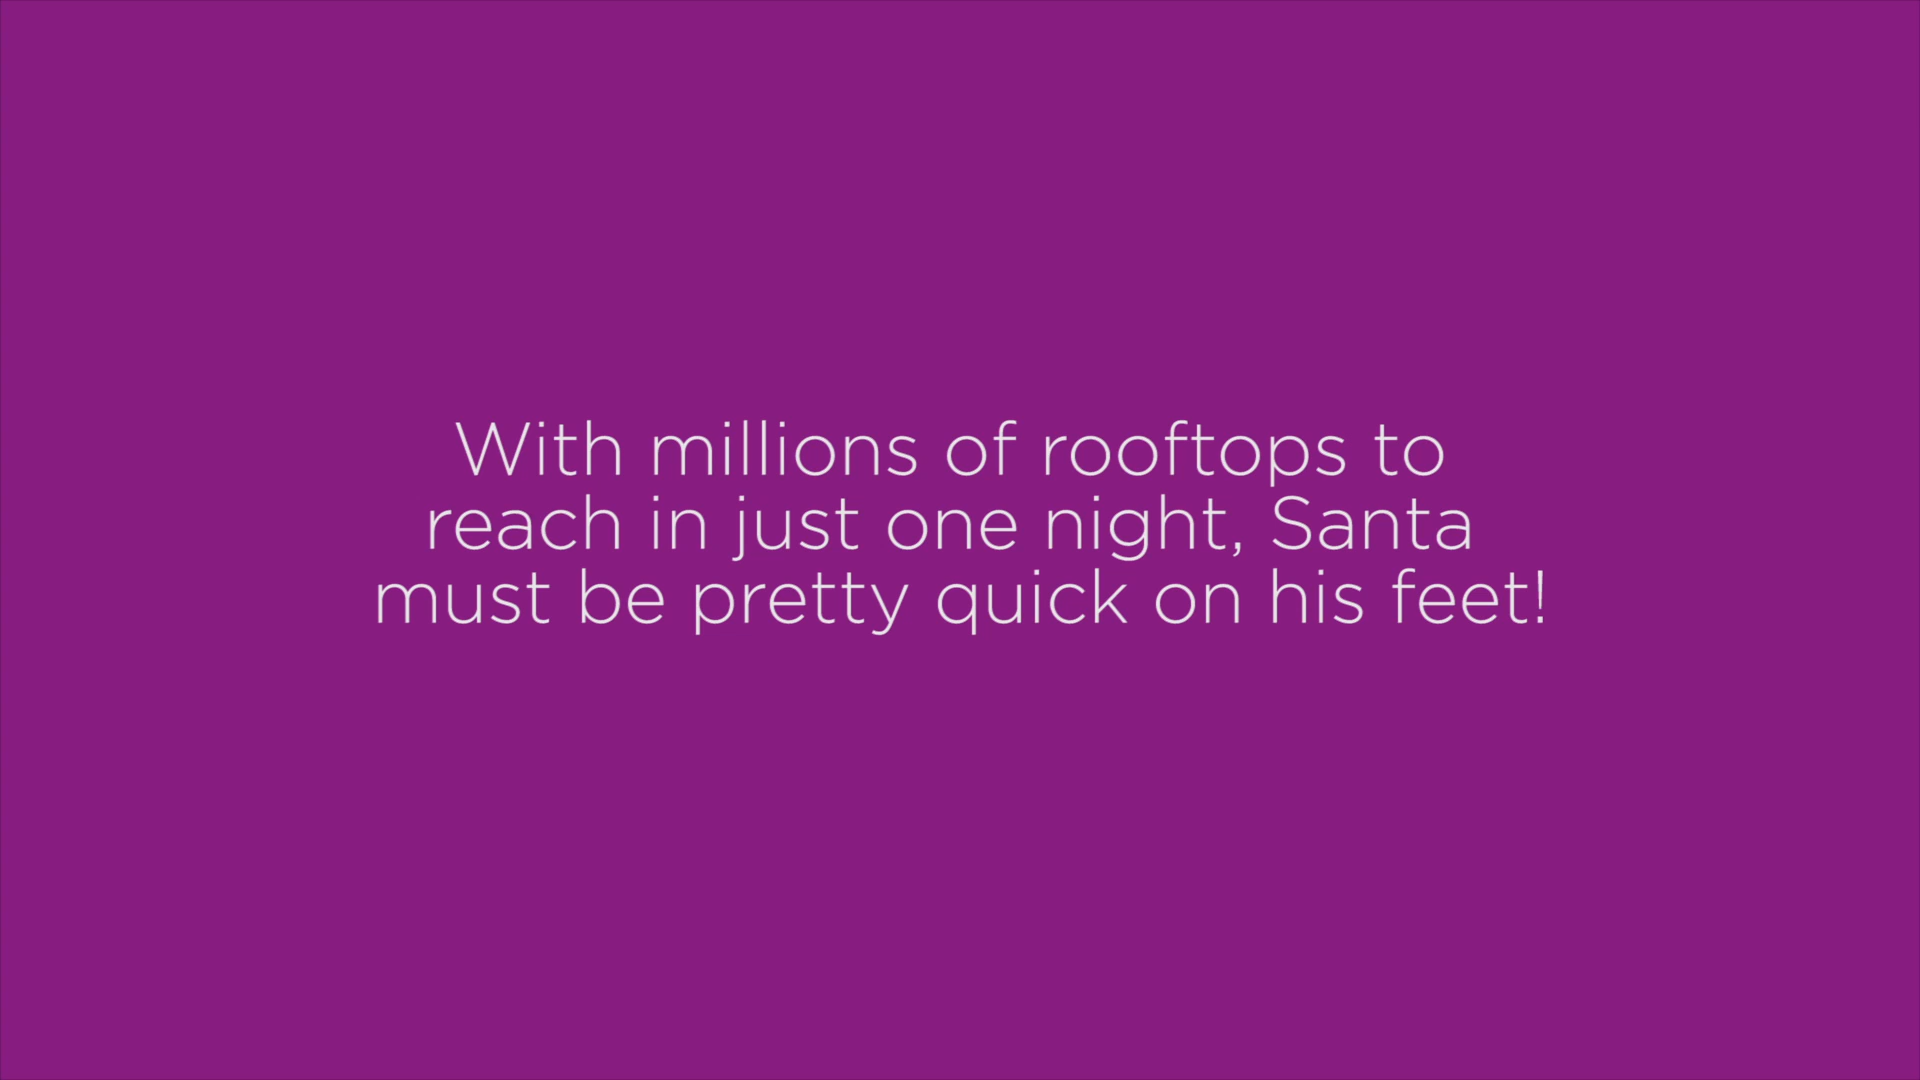 With millions of rooftops to
reach in just one night, Santa
must be pretty quick on his feet!